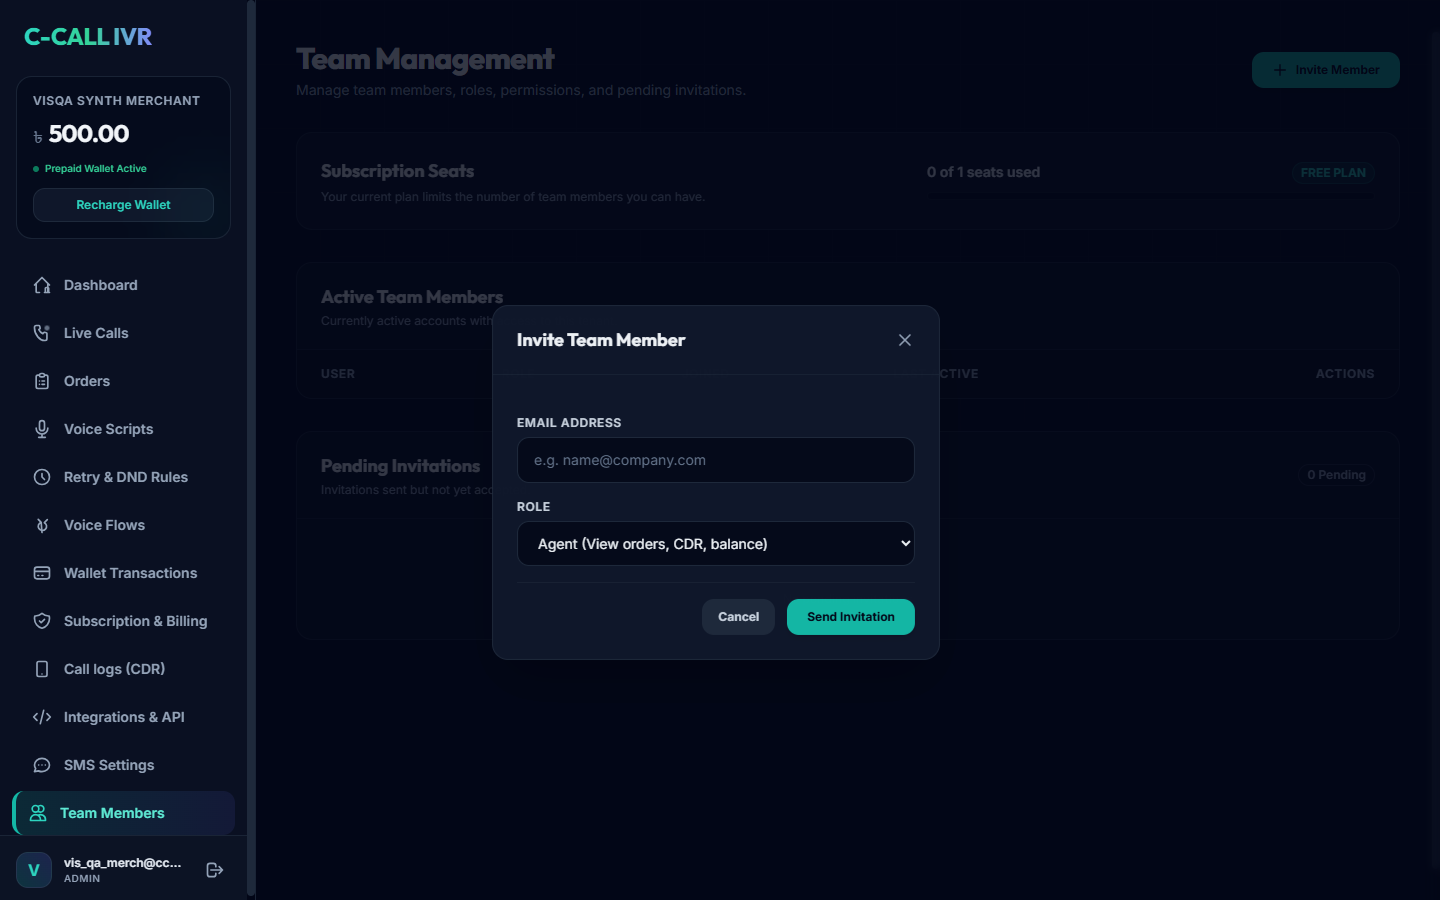 C-CALL IVR
VISQA SYNTH MERCHANT
৳ 500.00
Prepaid Wallet Active
Recharge Wallet
Dashboard
Live Calls
Orders
Voice Scripts
Retry & DND Rules
Voice Flows
Wallet Transactions
Subscription & Billing
Call logs (CDR)
Integrations & API
SMS Settings
Team Members
V
vis_qa_merch@cc...
ADMIN
Team Management
Manage team members, roles, permissions, and pending invitations.
Invite Member
Subscription Seats
Your current plan limits the number of team members you can have.
0 of 1 seats used
FREE PLAN
Active Team Members
Currently active accounts with
USER
CTIVE
ACTIONS
Pending Invitations
Invitations sent but not yet acc
0 Pending
Invite Team Member
EMAIL ADDRESS
e.g. name@company.com
ROLE
Agent (View orders, CDR, balance)
Cancel
Send Invitation